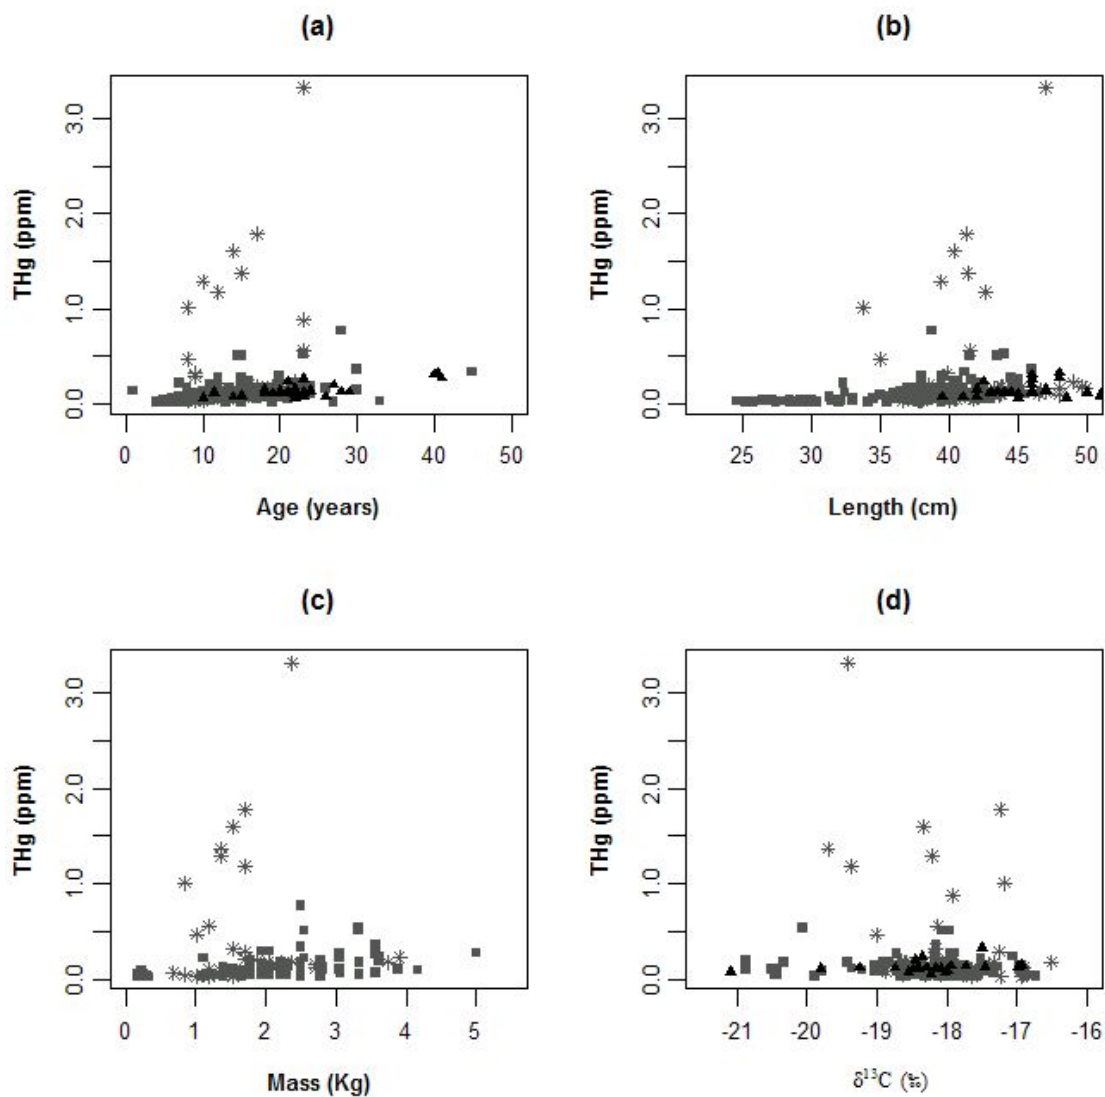 (a)
THg (ppm)
0.0 1.0 2.0 3.0
0 10 20 30 40 50
Age (years)
(b)
THg (ppm)
0.0 1.0 2.0 3.0
25 30 35 40 45 50
Length (cm)
(c)
THg (ppm)
0.0 1.0 2.0 3.0
0 1 2 3 4 5
Mass (Kg)
(d)
THg (ppm)
0.0 1.0 2.0 3.0
-21 -20 -19 -18 -17 -16
δ¹³C (‰)